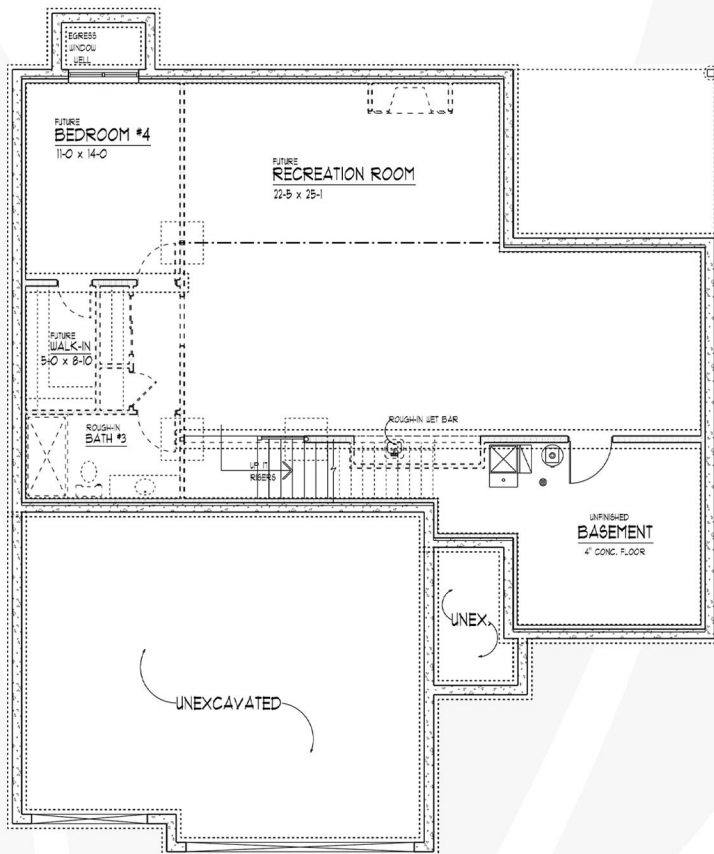 EGRESS
WINDOW
WELL
FUTURE
BEDROOM #4
11-0 x 14-0
FUTURE
RECREATION ROOM
22-5 x 25-1
FUTURE
WALK-IN
5-0 x 8-10
ROUGH-IN
BATH #3
ROUGH-IN WET BAR
UP 17
RISERS
UNFINISHED
BASEMENT
4" CONC. FLOOR
UNEX.
UNEXCAVATED